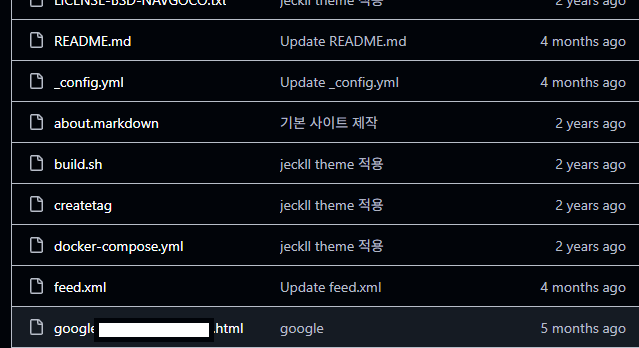 LICENSE-BSD-NAVGOCO.txt jeckll theme 적용 2 years ago
README.md Update README.md 4 months ago
_config.yml Update _config.yml 4 months ago
about.markdown 기본 사이트 제작 2 years ago
build.sh jeckll theme 적용 2 years ago
createtag jeckll theme 적용 2 years ago
docker-compose.yml jeckll theme 적용 2 years ago
feed.xml Update feed.xml 4 months ago
google .html google 5 months ago